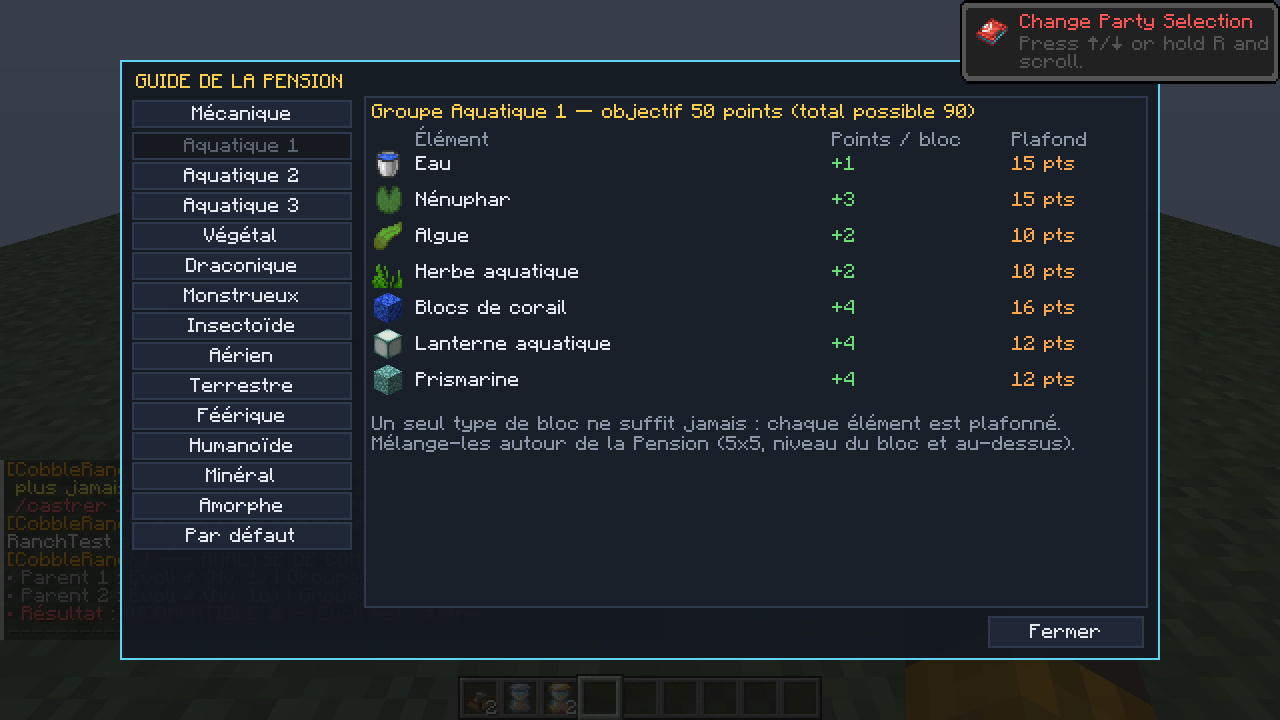 Change Party Selection
Press ↑/↓ or hold R and
scroll.
GUIDE DE LA PENSION
Mécanique
Aquatique 1
Aquatique 2
Aquatique 3
Végétal
Draconique
Monstrueux
Insectoïde
Aérien
Terrestre
Féérique
Humanoïde
Minéral
Amorphe
Par défaut
Groupe Aquatique 1 — objectif 50 points (total possible 90)
Élément Points / bloc Plafond
Eau +1 15 pts
Nénuphar +3 15 pts
Algue +2 10 pts
Herbe aquatique +2 10 pts
Blocs de corail +4 16 pts
Lanterne aquatique +4 12 pts
Prismarine +4 12 pts
Un seul type de bloc ne suffit jamais : chaque élément est plafonné.
Mélange-les autour de la Pension (5x5, niveau du bloc et au-dessus).
Fermer
[CobbleRan
plus jamai
/castrer
[CobbleRan
RanchTest
[CobbleRan
• Parent 1 :
• Parent 2 :
• Résultat :
2
2